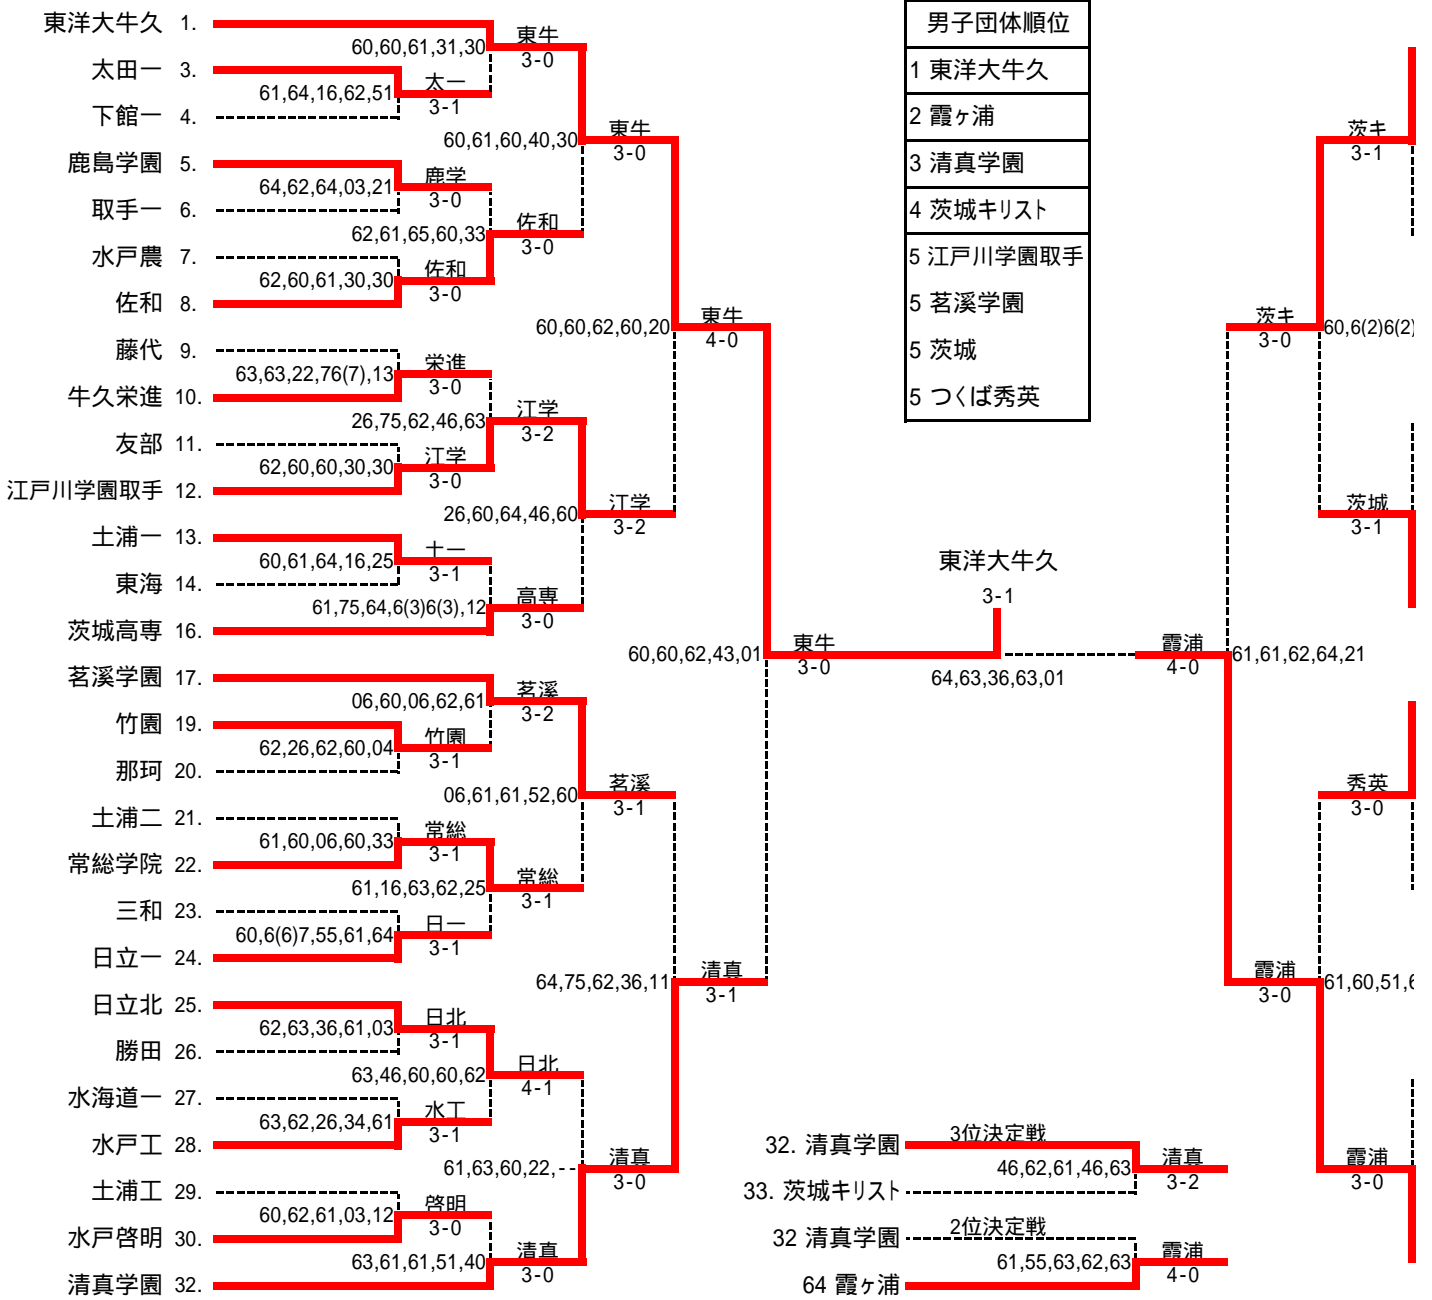 東洋大牛久 1.
太田一 3.
下館一 4.
鹿島学園 5.
取手一 6.
水戸農 7.
佐和 8.
藤代 9.
牛久栄進 10.
友部 11.
江戸川学園取手 12.
土浦一 13.
東海 14.
茨城高専 16.
茗溪学園 17.
竹園 19.
那珂 20.
土浦二 21.
常総学院 22.
三和 23.
日立一 24.
日立北 25.
勝田 26.
水海道一 27.
水戸工 28.
土浦工 29.
水戸啓明 30.
清真学園 32.
61,64,16,62,51
太一
3-1
64,62,64,03,21
鹿学
3-0
62,60,61,30,30
佐和
3-0
63,63,22,76(7),13
栄進
3-0
62,60,60,30,30
江学
3-0
60,61,64,16,25
土一
3-1
62,26,62,60,04
竹園
3-1
61,60,06,60,33
常総
3-1
60,6(6)7,55,61,64
日一
3-1
62,63,36,61,03
日北
3-1
63,62,26,34,61
水工
3-1
60,62,61,03,12
啓明
3-0
60,60,61,31,30
東牛
3-0
62,61,65,60,33
佐和
3-0
26,75,62,46,63
江学
3-2
61,75,64,6(3)6(3),12
高専
3-0
06,60,06,62,61
茗溪
3-2
61,16,63,62,25
常総
3-1
63,46,60,60,62
日北
4-1
63,61,61,51,40
清真
3-0
60,61,60,40,30
東牛
3-0
26,60,64,46,60
江学
3-2
06,61,61,52,60
茗溪
3-1
61,63,60,22,--
清真
3-0
60,60,62,60,20
東牛
4-0
64,75,62,36,11
清真
3-1
60,60,62,43,01
東牛
3-0
東洋大牛久
3-1
64,63,36,63,01
男子団体順位
1 東洋大牛久
2 霞ヶ浦
3 清真学園
4 茨城キリスト
5 江戸川学園取手
5 茗溪学園
5 茨城
5 つくば秀英
霞浦
4-0
61,61,62,64,21
茨キ
3-0
60,6(2)6(2)
霞浦
3-0
61,60,51,6
茨キ
3-1
茨城
3-1
秀英
3-0
霞浦
3-0
3位決定戦
32. 清真学園
33. 茨城キリスト
46,62,61,46,63
清真
3-2
2位決定戦
32 清真学園
64 霞ヶ浦
61,55,63,62,63
霞浦
4-0